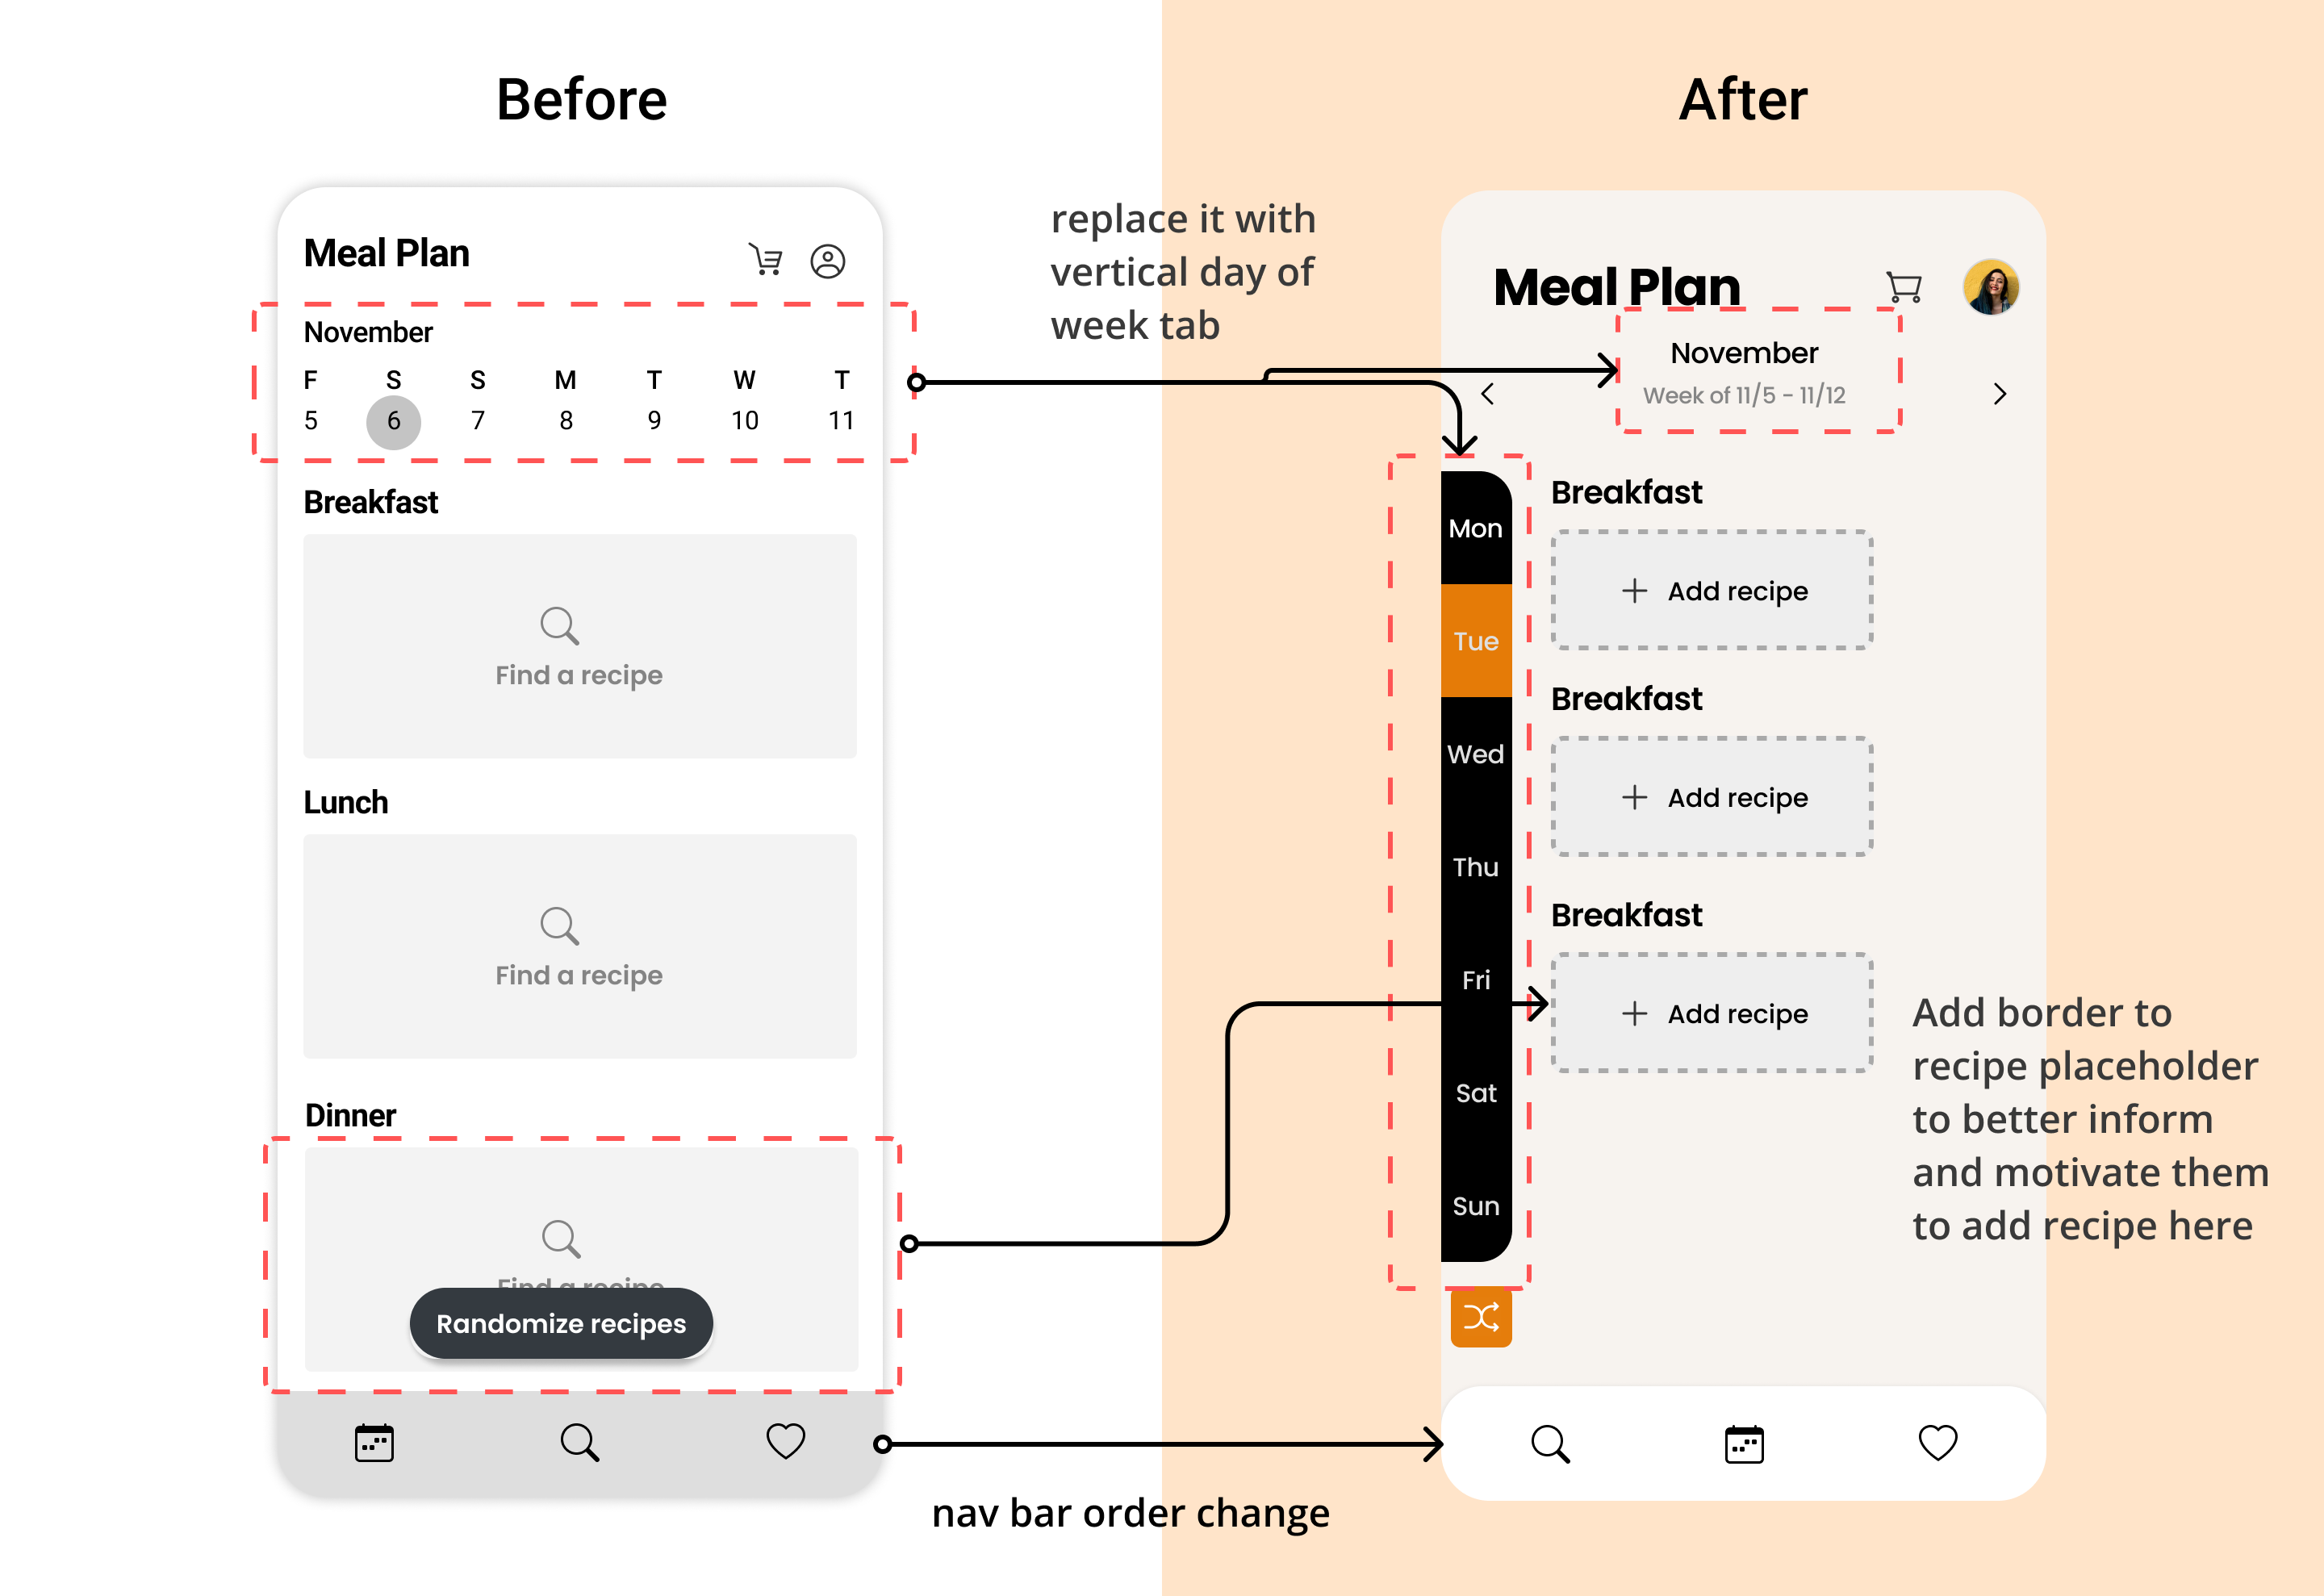 Before
After
Meal Plan
November
F S S M T W T
5 6 7 8 9 10 11
Breakfast
Find a recipe
Lunch
Find a recipe
Dinner
Find a recipe
Randomize recipes
replace it with
vertical day of
week tab
nav bar order change
Meal Plan
November
Week of 11/5 - 11/12
Mon
Tue
Wed
Thu
Fri
Sat
Sun
Breakfast
Add recipe
Breakfast
Add recipe
Breakfast
Add recipe
Add border to
recipe placeholder
to better inform
and motivate them
to add recipe here